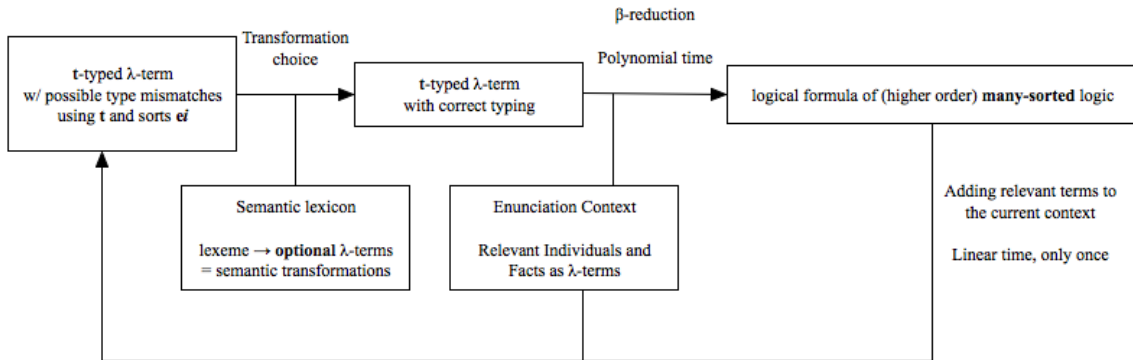 t-typed λ-term
w/ possible type mismatches
using t and sorts ei
Transformation
choice
t-typed λ-term
with correct typing
β-reduction
Polynomial time
logical formula of (higher order) many-sorted logic
Semantic lexicon
lexeme → optional λ-terms
= semantic transformations
Enunciation Context
Relevant Individuals and
Facts as λ-terms
Adding relevant terms to
the current context
Linear time, only once